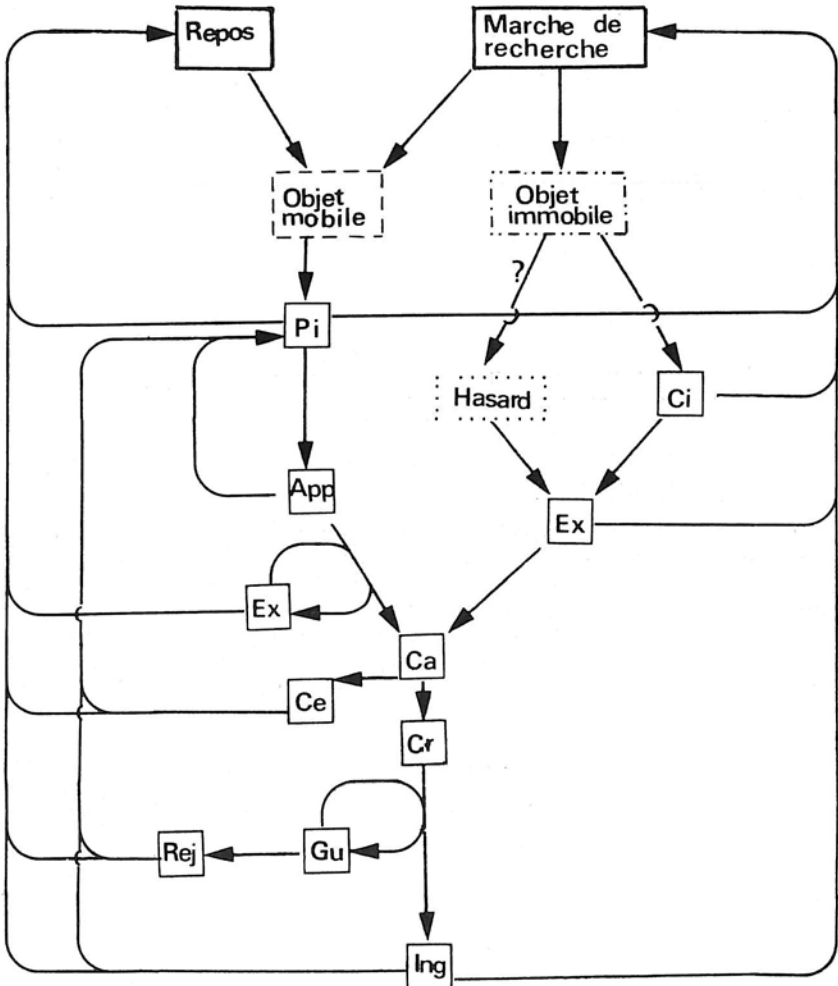 Repos
Marche de
recherche
Objet
mobile
Objet
immobile
?
Pi
Hasard
Ci
App
Ex
Ex
Ca
Ce
Cr
Rej
Gu
Ing